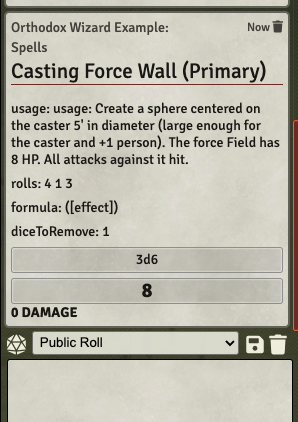 Orthodox Wizard Example:
Now
Spells
Casting Force Wall (Primary)
usage: usage: Create a sphere centered on
the caster 5' in diameter (large enough for
the caster and +1 person). The force Field has
8 HP. All attacks against it hit.
rolls: 4 1 3
formula: ([effect])
diceToRemove: 1
3d6
8
0 DAMAGE
Public Roll